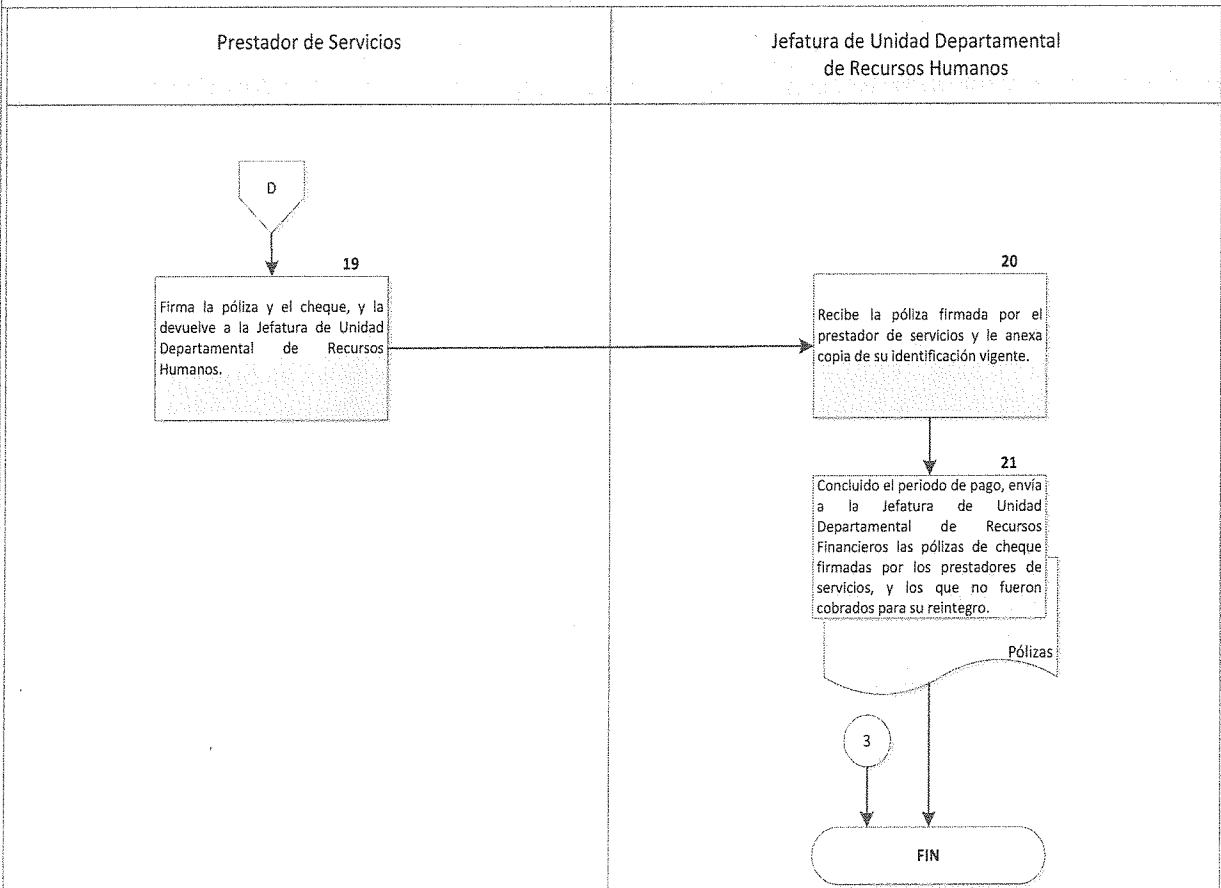 Prestador de Servicios
Jefatura de Unidad Departamental
de Recursos Humanos
D
19
Firma la póliza y el cheque, y la
devuelve a la Jefatura de Unidad
Departamental de Recursos
Humanos.
20
Recibe la póliza firmada por el
prestador de servicios y le anexa
copia de su identificación vigente.
21
Concluido el periodo de pago, envía
a la Jefatura de Unidad
Departamental de Recursos
Financieros las pólizas de cheque
firmadas por los prestadores de
servicios, y los que no fueron
cobrados para su reintegro.
Pólizas
3
FIN